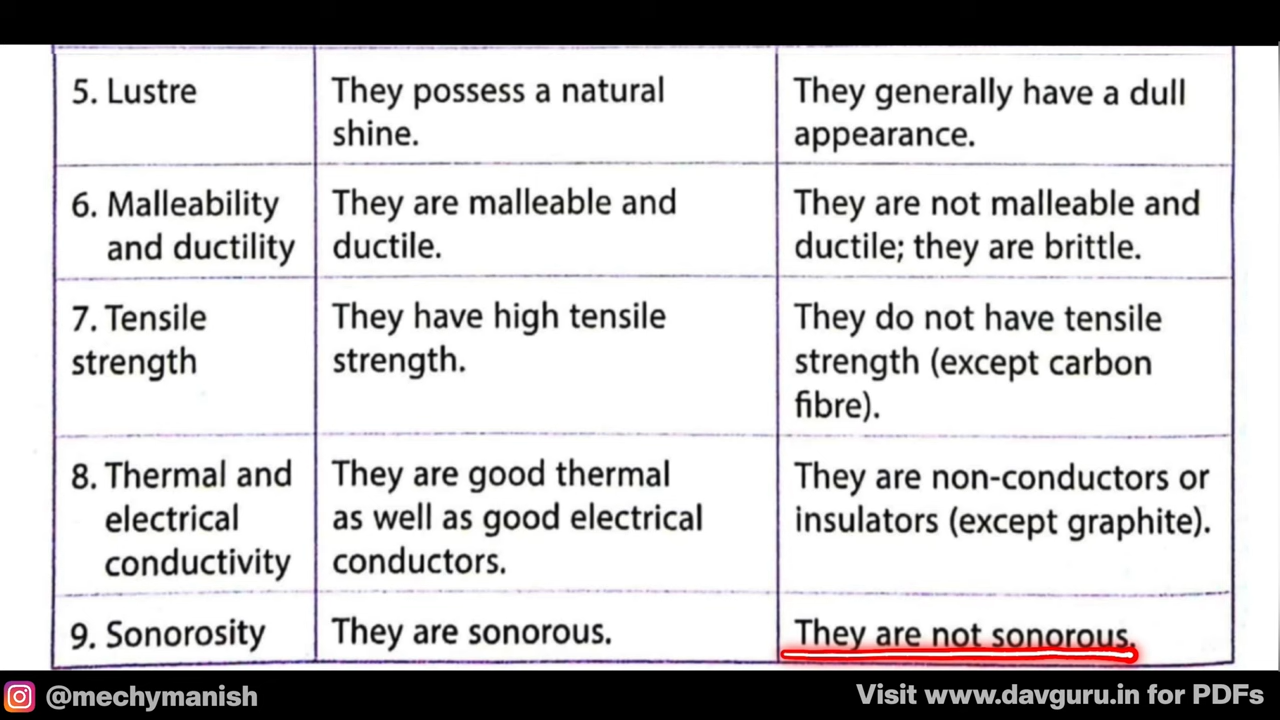 5. Lustre
They possess a natural
shine.
They generally have a dull
appearance.
6. Malleability
and ductility
They are malleable and
ductile.
They are not malleable and
ductile; they are brittle.
7. Tensile
strength
They have high tensile
strength.
They do not have tensile
strength (except carbon
fibre).
8. Thermal and
electrical
conductivity
They are good thermal
as well as good electrical
conductors.
They are non-conductors or
insulators (except graphite).
9. Sonorosity
They are sonorous.
They are not sonorous.
@mechymanish
Visit www.davguru.in for PDFs